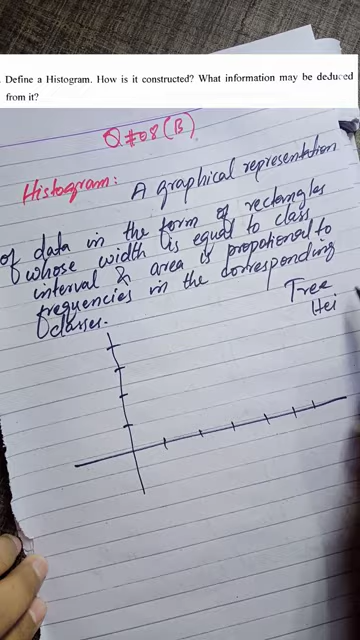 Define a Histogram. How is it constructed? What information may be deduced
from it?
Q#08(B)
Histogram: A graphical representation
of data in the form of rectangles
whose width is equal to class
interval & area is propotional to
frequencies in the corresponding
classes.
Tree
Hei